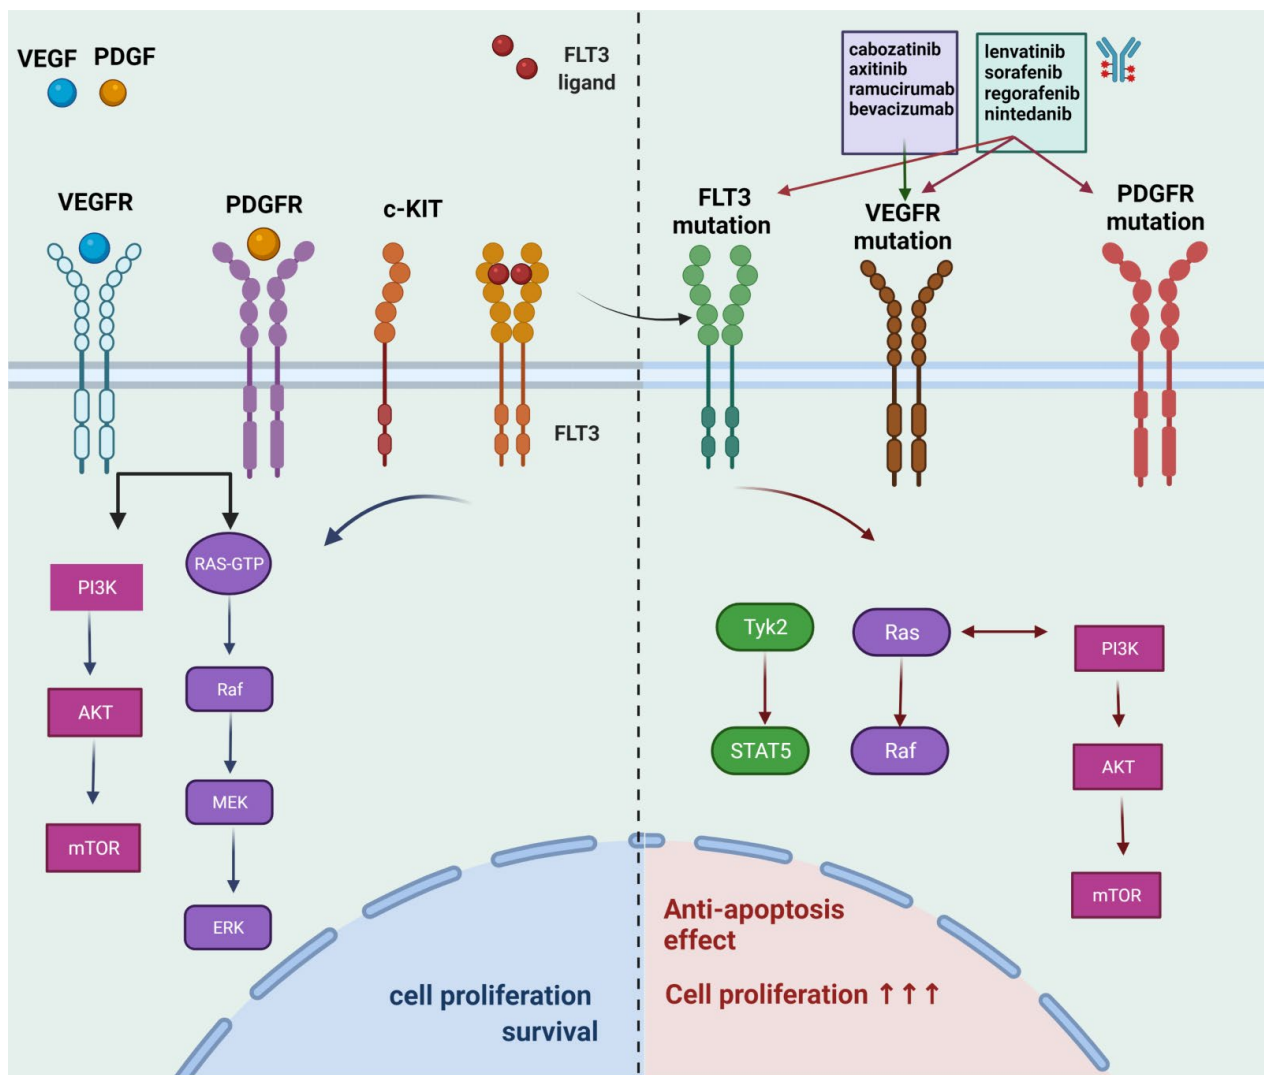 VEGF
PDGF
FLT3
ligand
cabozatinib
axitinib
ramucirumab
bevacizumab
lenvatinib
sorafenib
regorafenib
nintedanib
VEGFR
PDGFR
c-KIT
FLT3
mutation
VEGFR
mutation
PDGFR
mutation
FLT3
RAS-GTP
PI3K
Raf
AKT
MEK
mTOR
ERK
Tyk2
Ras
PI3K
STAT5
Raf
AKT
mTOR
cell proliferation
survival
Anti-apoptosis
effect
Cell proliferation ↑↑↑